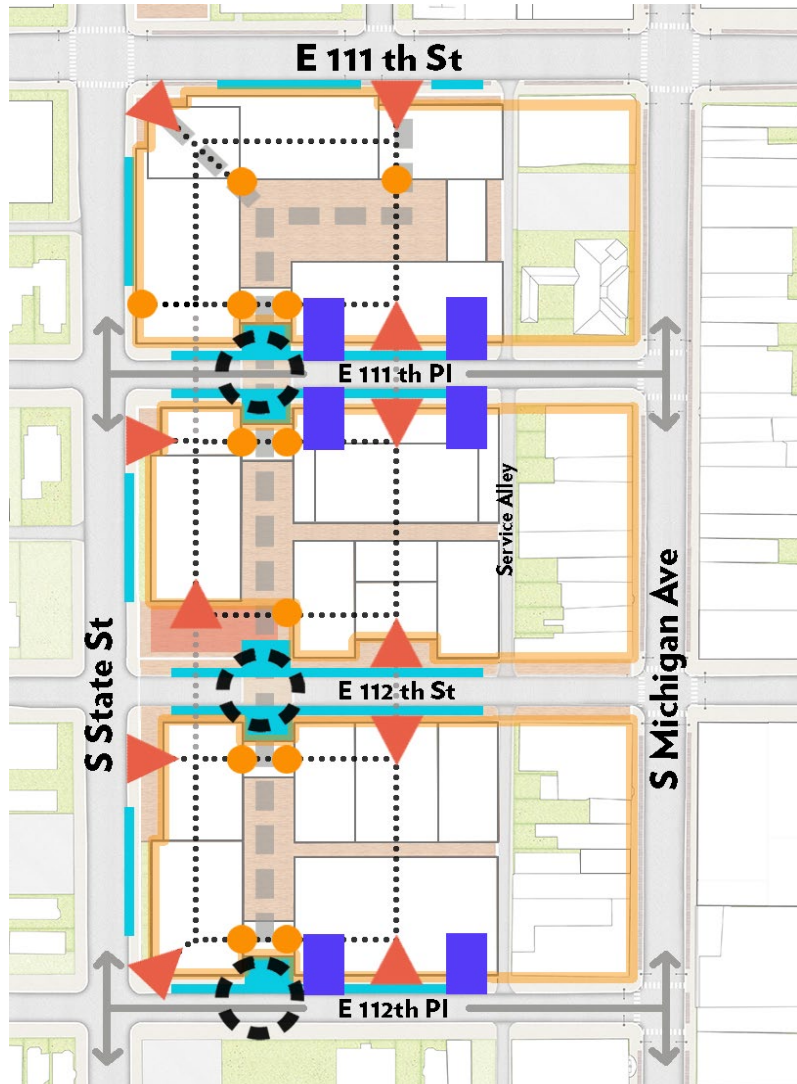 E 111 th St
E 111 th Pl
Service Alley
S State St
S Michigan Ave
E 112 th St
E 112th Pl